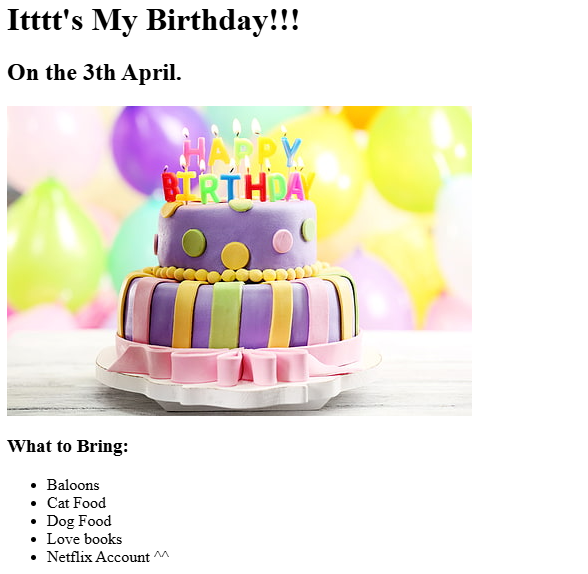 Itttt's My Birthday!!!
On the 3th April.
HAPPY
BIRTHDAY
What to Bring:
Baloons
Cat Food
Dog Food
Love books
Netflix Account ^^